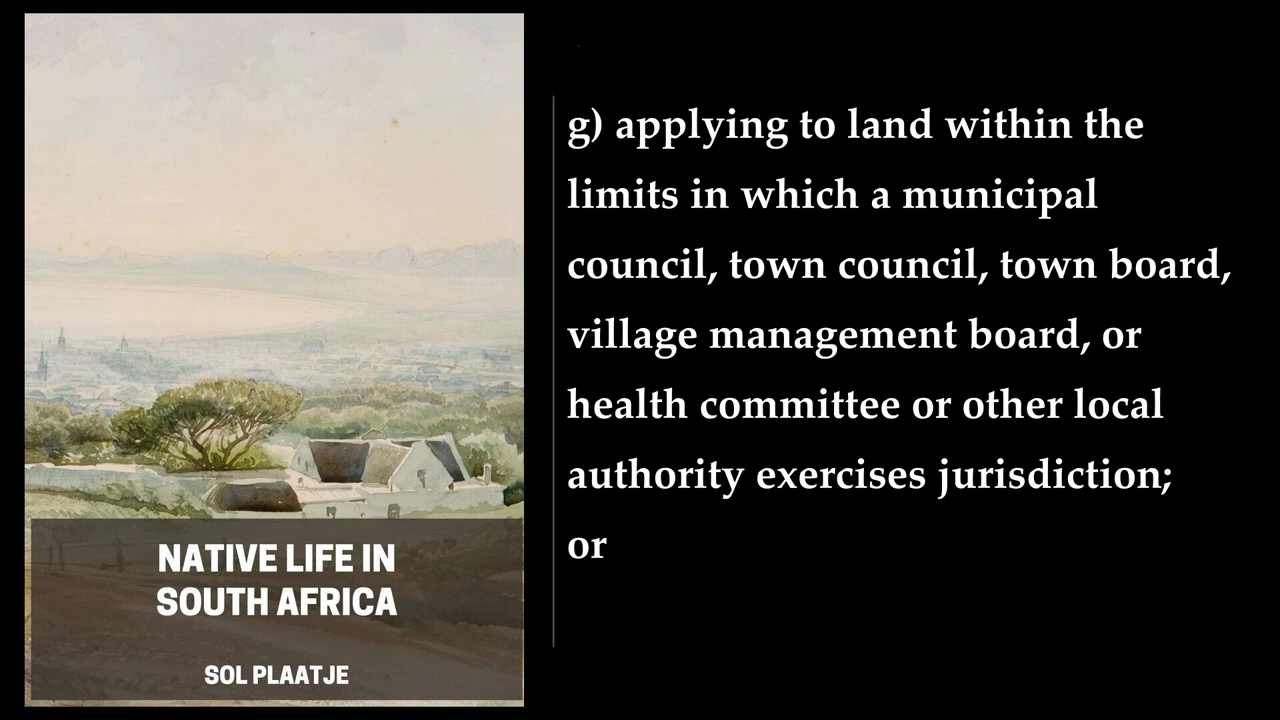 NATIVE LIFE IN
SOUTH AFRICA
SOL PLAATJE
g) applying to land within the
limits in which a municipal
council, town council, town board,
village management board, or
health committee or other local
authority exercises jurisdiction;
or